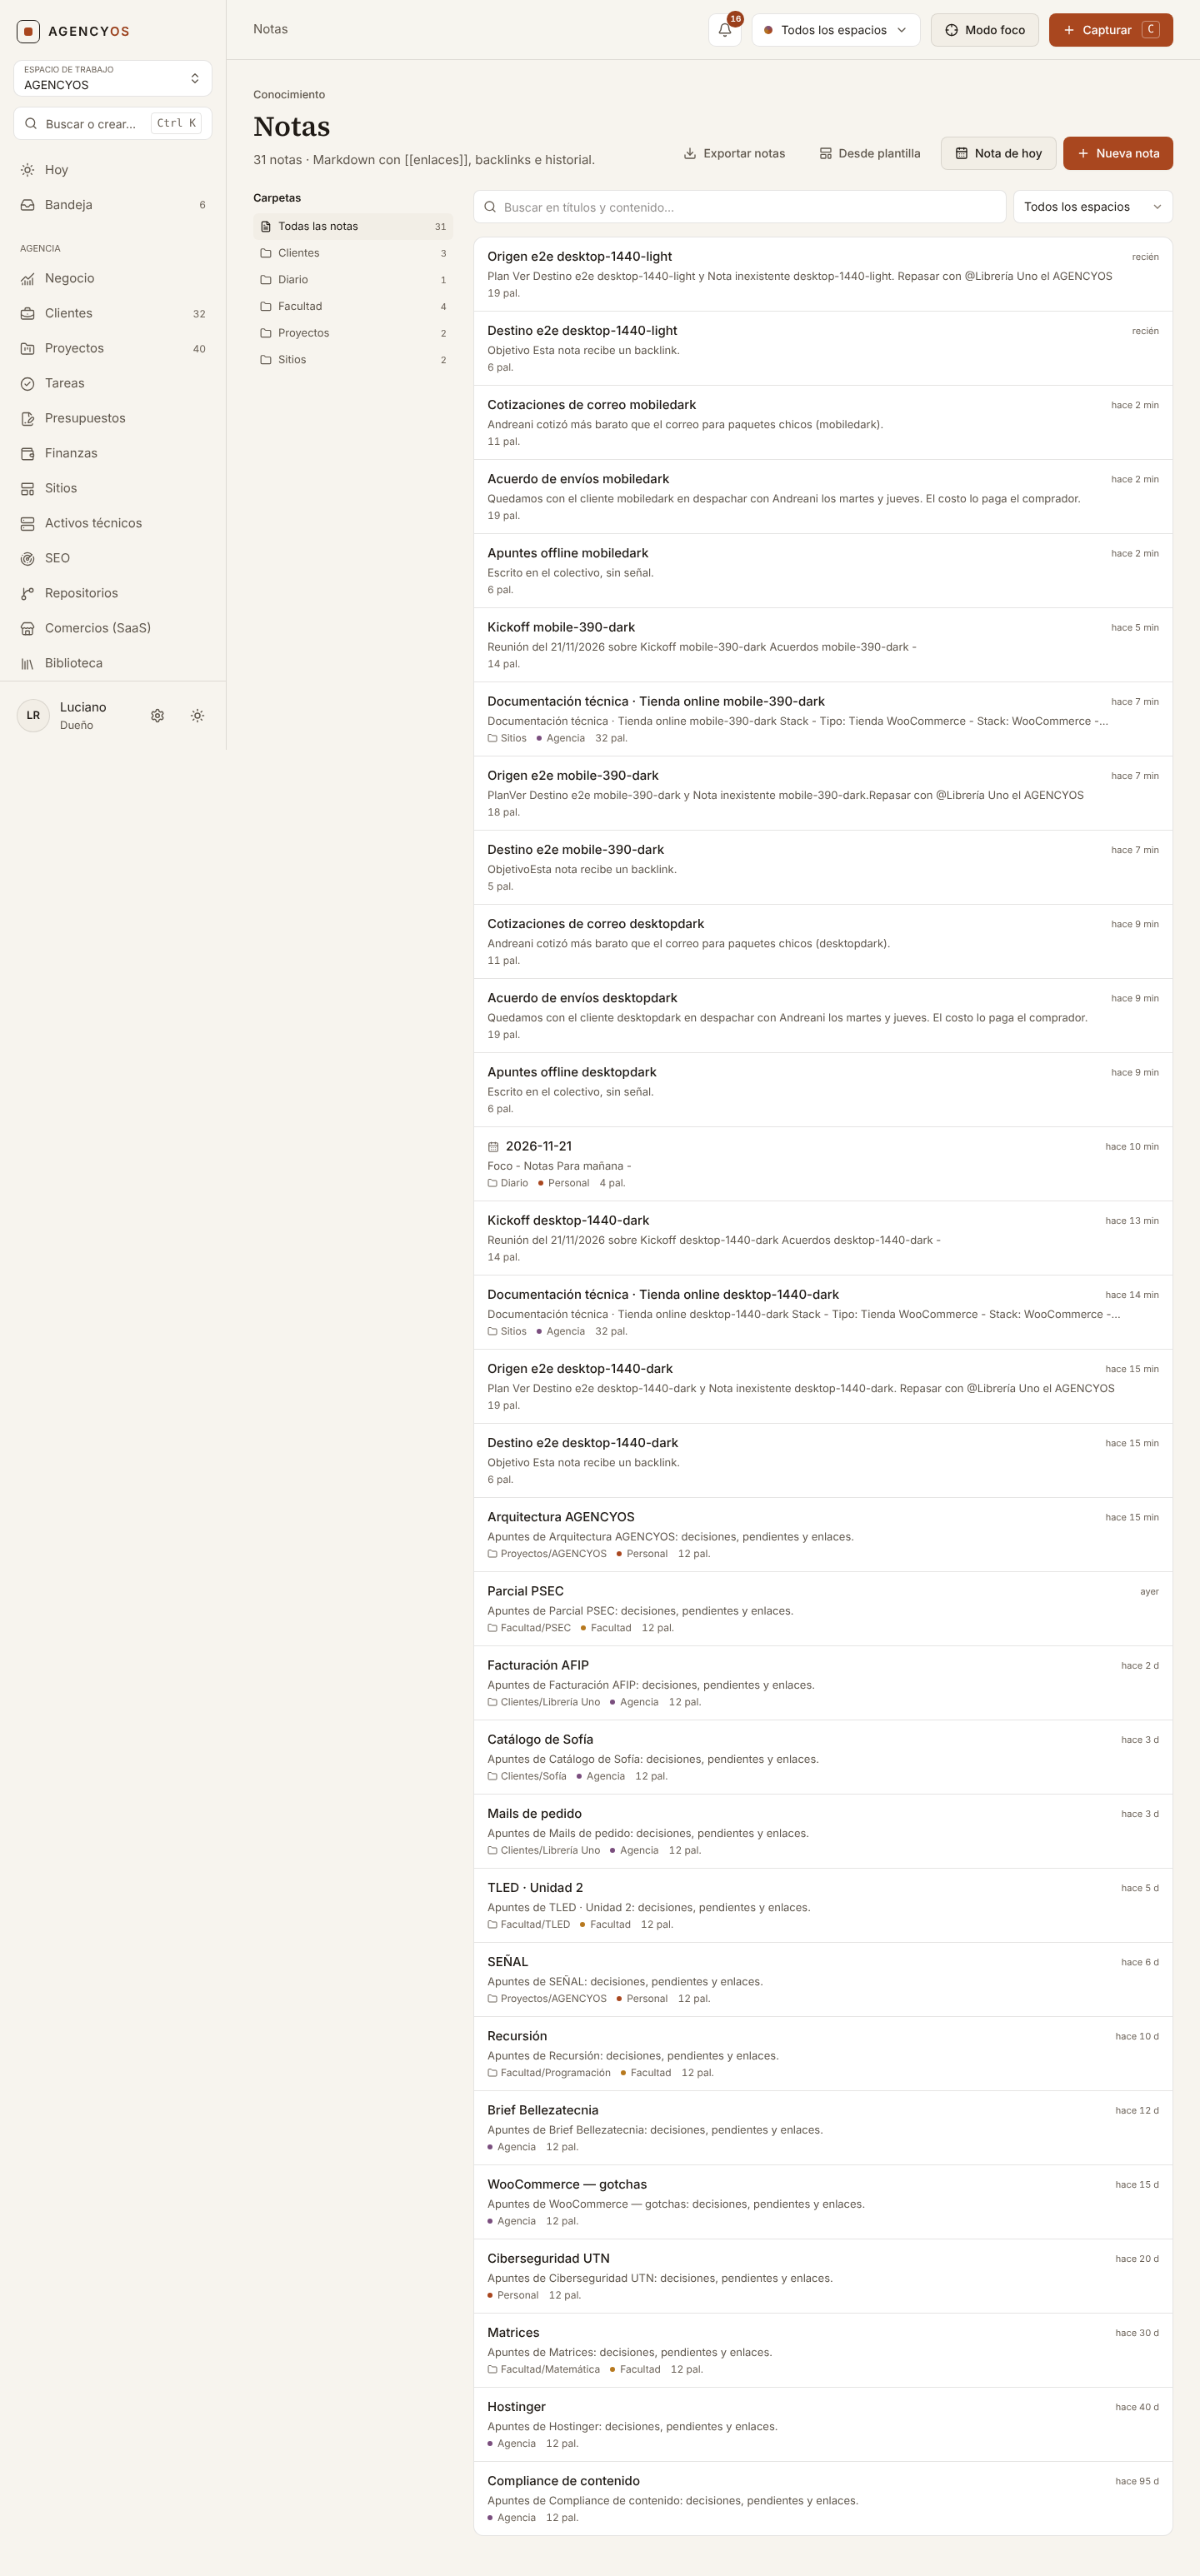 AGENCYOS
ESPACIO DE TRABAJO
AGENCYOS
Buscar o crear... Ctrl K
Hoy
Bandeja 6
AGENCIA
Negocio
Clientes 32
Proyectos 40
Tareas
Presupuestos
Finanzas
Sitios
Activos técnicos
SEO
Repositorios
Comercios (SaaS)
Biblioteca
LR Luciano
Dueño
Notas
16
Todos los espacios
Modo foco
Capturar C
Conocimiento
Notas
31 notas · Markdown con [[enlaces]], backlinks e historial.
Exportar notas
Desde plantilla
Nota de hoy
Nueva nota
Carpetas
Todas las notas 31
Clientes 3
Diario 1
Facultad 4
Proyectos 2
Sitios 2
Buscar en títulos y contenido...
Todos los espacios
Origen e2e desktop-1440-light recién
Plan Ver Destino e2e desktop-1440-light y Nota inexistente desktop-1440-light. Repasar con @Librería Uno el AGENCYOS
19 pal.
Destino e2e desktop-1440-light recién
Objetivo Esta nota recibe un backlink.
6 pal.
Cotizaciones de correo mobiledark hace 2 min
Andreani cotizó más barato que el correo para paquetes chicos (mobiledark).
11 pal.
Acuerdo de envíos mobiledark hace 2 min
Quedamos con el cliente mobiledark en despachar con Andreani los martes y jueves. El costo lo paga el comprador.
19 pal.
Apuntes offline mobiledark hace 2 min
Escrito en el colectivo, sin señal.
6 pal.
Kickoff mobile-390-dark hace 5 min
Reunión del 21/11/2026 sobre Kickoff mobile-390-dark Acuerdos mobile-390-dark -
14 pal.
Documentación técnica · Tienda online mobile-390-dark hace 7 min
Documentación técnica · Tienda online mobile-390-dark Stack - Tipo: Tienda WooCommerce - Stack: WooCommerce -...
Sitios Agencia 32 pal.
Origen e2e mobile-390-dark hace 7 min
PlanVer Destino e2e mobile-390-dark y Nota inexistente mobile-390-dark.Repasar con @Librería Uno el AGENCYOS
18 pal.
Destino e2e mobile-390-dark hace 7 min
ObjetivoEsta nota recibe un backlink.
5 pal.
Cotizaciones de correo desktopdark hace 9 min
Andreani cotizó más barato que el correo para paquetes chicos (desktopdark).
11 pal.
Acuerdo de envíos desktopdark hace 9 min
Quedamos con el cliente desktopdark en despachar con Andreani los martes y jueves. El costo lo paga el comprador.
19 pal.
Apuntes offline desktopdark hace 9 min
Escrito en el colectivo, sin señal.
6 pal.
2026-11-21 hace 10 min
Foco - Notas Para mañana -
Diario Personal 4 pal.
Kickoff desktop-1440-dark hace 13 min
Reunión del 21/11/2026 sobre Kickoff desktop-1440-dark Acuerdos desktop-1440-dark -
14 pal.
Documentación técnica · Tienda online desktop-1440-dark hace 14 min
Documentación técnica · Tienda online desktop-1440-dark Stack - Tipo: Tienda WooCommerce - Stack: WooCommerce -...
Sitios Agencia 32 pal.
Origen e2e desktop-1440-dark hace 15 min
Plan Ver Destino e2e desktop-1440-dark y Nota inexistente desktop-1440-dark. Repasar con @Librería Uno el AGENCYOS
19 pal.
Destino e2e desktop-1440-dark hace 15 min
Objetivo Esta nota recibe un backlink.
6 pal.
Arquitectura AGENCYOS hace 15 min
Apuntes de Arquitectura AGENCYOS: decisiones, pendientes y enlaces.
Proyectos/AGENCYOS Personal 12 pal.
Parcial PSEC ayer
Apuntes de Parcial PSEC: decisiones, pendientes y enlaces.
Facultad/PSEC Facultad 12 pal.
Facturación AFIP hace 2 d
Apuntes de Facturación AFIP: decisiones, pendientes y enlaces.
Clientes/Librería Uno Agencia 12 pal.
Catálogo de Sofía hace 3 d
Apuntes de Catálogo de Sofía: decisiones, pendientes y enlaces.
Clientes/Sofía Agencia 12 pal.
Mails de pedido hace 3 d
Apuntes de Mails de pedido: decisiones, pendientes y enlaces.
Clientes/Librería Uno Agencia 12 pal.
TLED · Unidad 2 hace 5 d
Apuntes de TLED · Unidad 2: decisiones, pendientes y enlaces.
Facultad/TLED Facultad 12 pal.
SEÑAL hace 6 d
Apuntes de SEÑAL: decisiones, pendientes y enlaces.
Proyectos/AGENCYOS Personal 12 pal.
Recursión hace 10 d
Apuntes de Recursión: decisiones, pendientes y enlaces.
Facultad/Programación Facultad 12 pal.
Brief Bellezatecnia hace 12 d
Apuntes de Brief Bellezatecnia: decisiones, pendientes y enlaces.
Agencia 12 pal.
WooCommerce — gotchas hace 15 d
Apuntes de WooCommerce — gotchas: decisiones, pendientes y enlaces.
Agencia 12 pal.
Ciberseguridad UTN hace 20 d
Apuntes de Ciberseguridad UTN: decisiones, pendientes y enlaces.
Personal 12 pal.
Matrices hace 30 d
Apuntes de Matrices: decisiones, pendientes y enlaces.
Facultad/Matemática Facultad 12 pal.
Hostinger hace 40 d
Apuntes de Hostinger: decisiones, pendientes y enlaces.
Agencia 12 pal.
Compliance de contenido hace 95 d
Apuntes de Compliance de contenido: decisiones, pendientes y enlaces.
Agencia 12 pal.